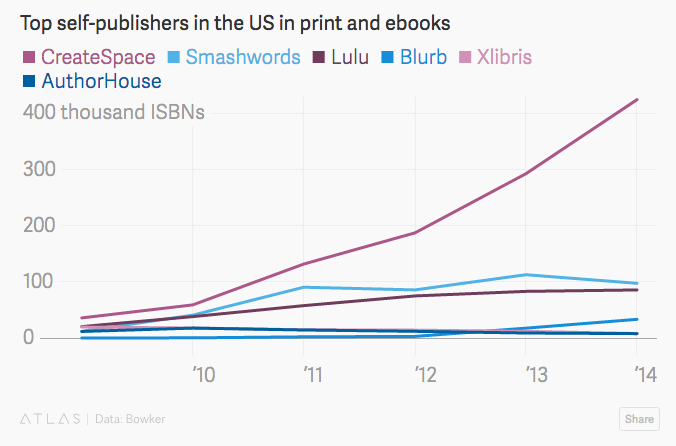 Top self-publishers in the US in print and ebooks
CreateSpace Smashwords Lulu Blurb Xlibris
AuthorHouse
400 thousand ISBNs
300
200
100
0
'10 '11 '12 '13 '14
ATLAS | Data: Bowker Share